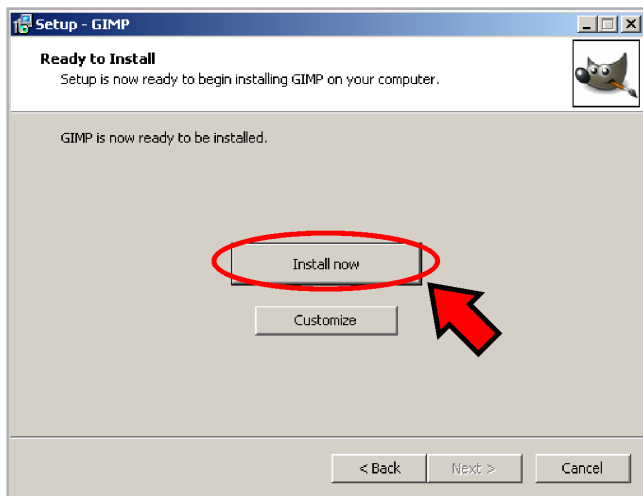 Setup - GIMP
Ready to Install
Setup is now ready to begin installing GIMP on your computer.
GIMP is now ready to be installed.
Install now
Customize
< Back
Next >
Cancel